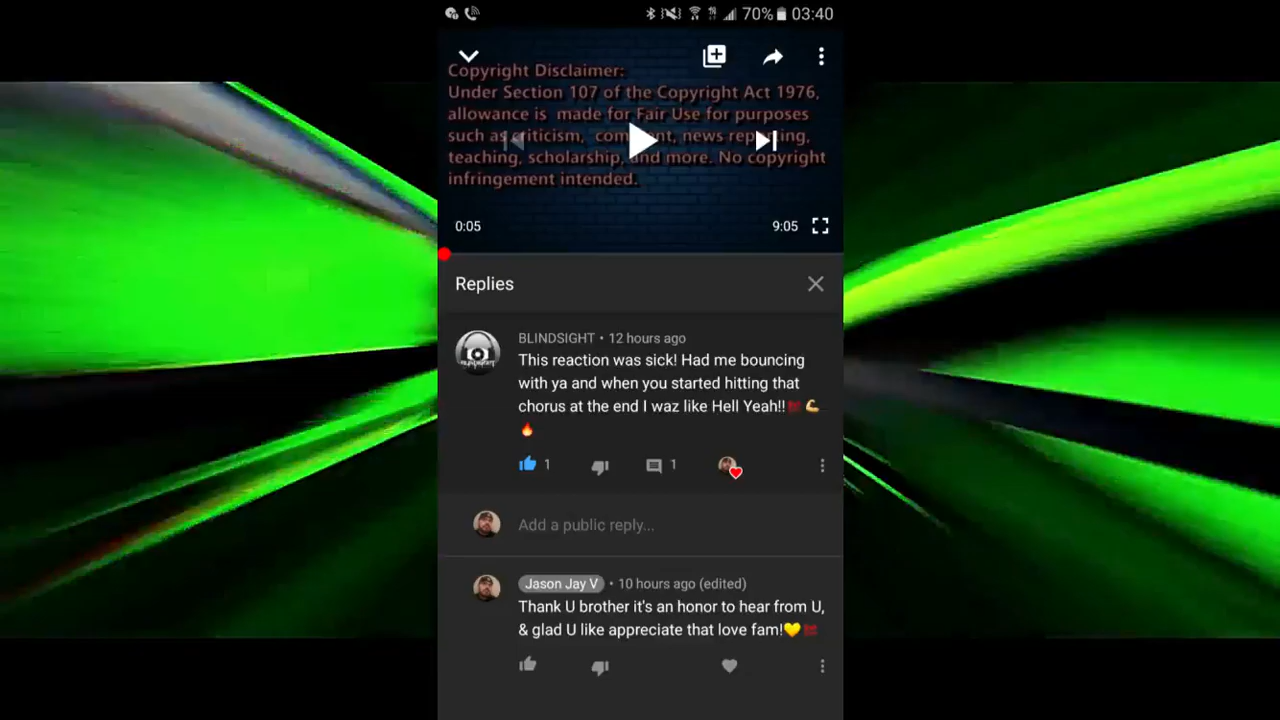 70% 03:40
Copyright Disclaimer:
Under Section 107 of the Copyright Act 1976,
allowance is made for Fair Use for purposes
such as criticism, comment, news reporting,
teaching, scholarship, and more. No copyright
infringement intended.
0:05 9:05
Replies
BLINDSIGHT • 12 hours ago
This reaction was sick! Had me bouncing
with ya and when you started hitting that
chorus at the end I waz like Hell Yeah!!💪
🔥
1 1
Add a public reply...
Jason Jay V • 10 hours ago (edited)
Thank U brother it's an honor to hear from U,
& glad U like appreciate that love fam!💛